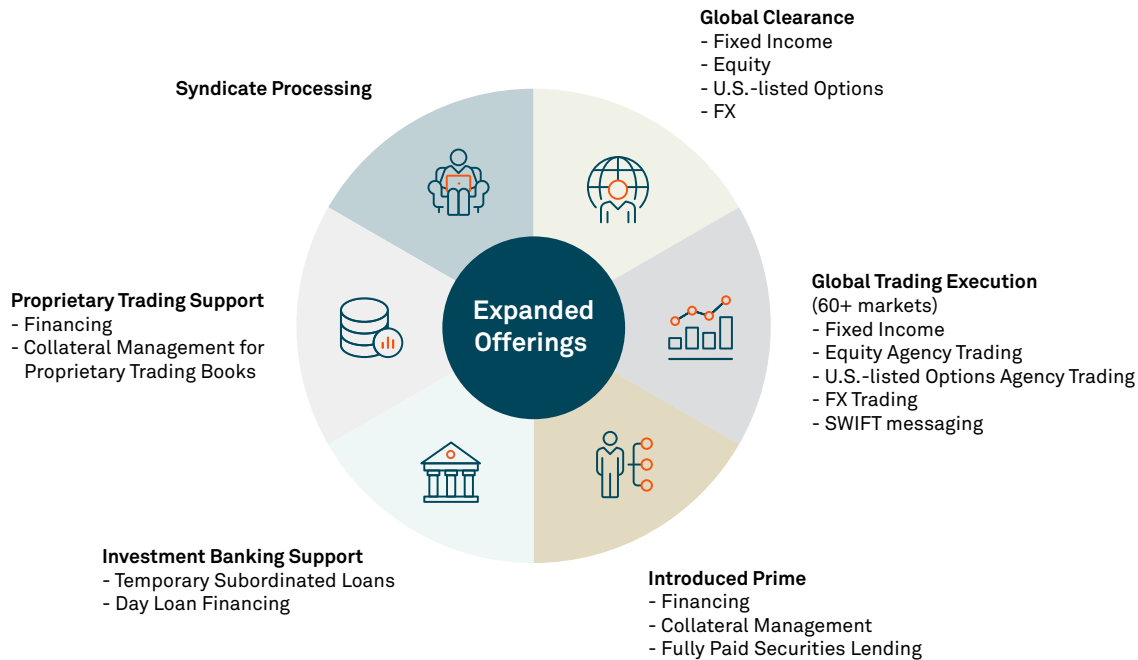 Global Clearance
- Fixed Income
- Equity
- U.S.-listed Options
- FX
Syndicate Processing
Global Trading Execution
(60+ markets)
- Fixed Income
- Equity Agency Trading
- U.S.-listed Options Agency Trading
- FX Trading
- SWIFT messaging
Proprietary Trading Support
- Financing
- Collateral Management for
Proprietary Trading Books
Expanded
Offerings
Investment Banking Support
- Temporary Subordinated Loans
- Day Loan Financing
Introduced Prime
- Financing
- Collateral Management
- Fully Paid Securities Lending